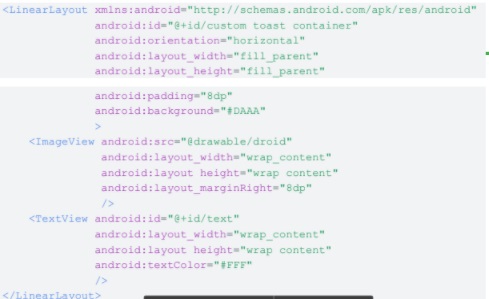 <LinearLayout xmlns:android="http://schemas.android.com/apk/res/android"
android:id="@+id/custom toast container"
android:orientation="horizontal"
android:layout_width="fill_parent"
android:layout_height="fill_parent"
android:padding="8dp"
android:background="#DAAA"
>
<ImageView android:src="@drawable/droid"
android:layout_width="wrap_content"
android:layout height="wrap content"
android:layout_marginRight="8dp"
/>
<TextView android:id="@+id/text"
android:layout_width="wrap_content"
android:layout height="wrap content"
android:textColor="#FFF"
/>
</LinearLayout>